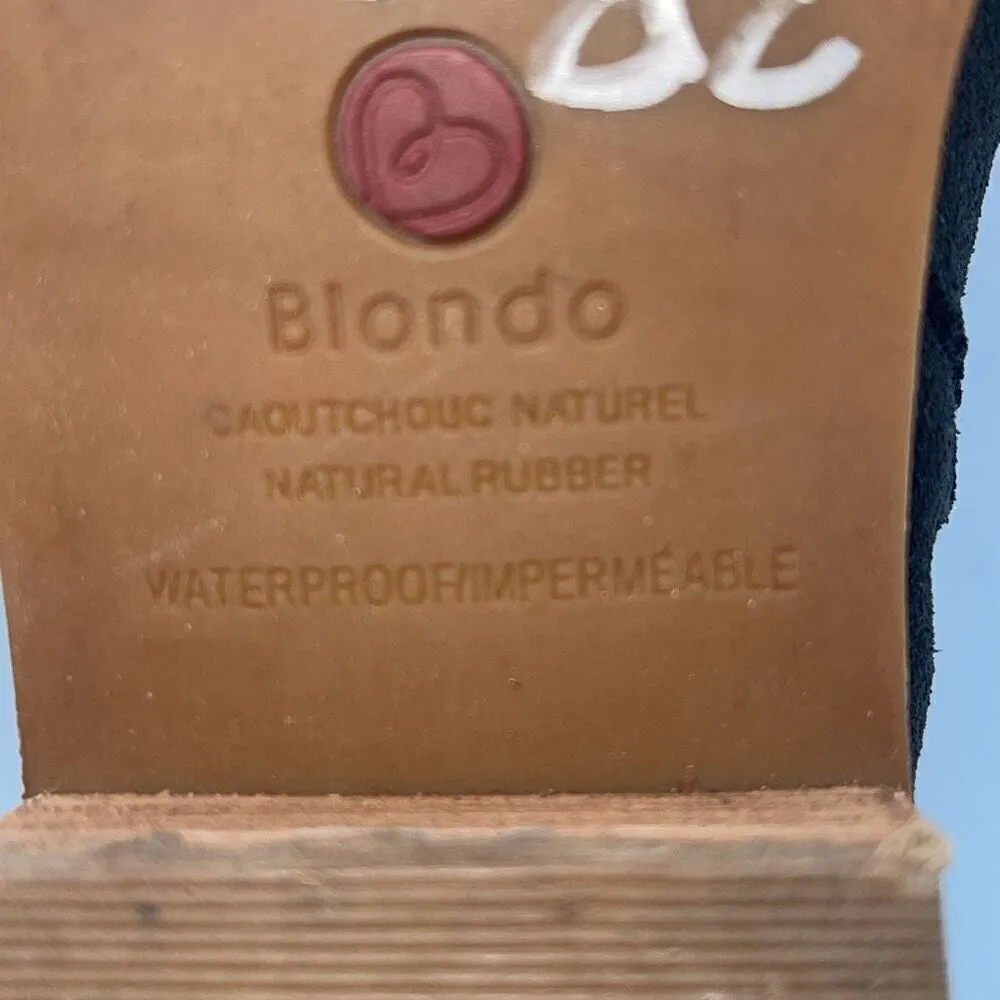 B
Blondo
CAOUTCHOUC NATUREL
NATURAL RUBBER
WATERPROOF/IMPERMÉABLE